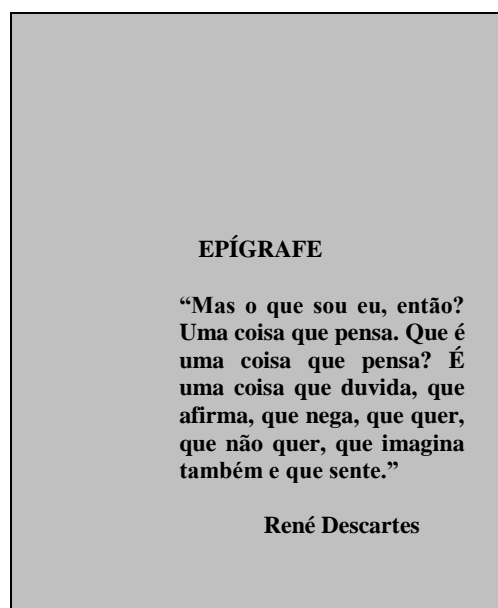 EPÍGRAFE
“Mas o que sou eu, então?
Uma coisa que pensa. Que é
uma coisa que pensa? É
uma coisa que duvida, que
afirma, que nega, que quer,
que não quer, que imagina
também e que sente.”
René Descartes